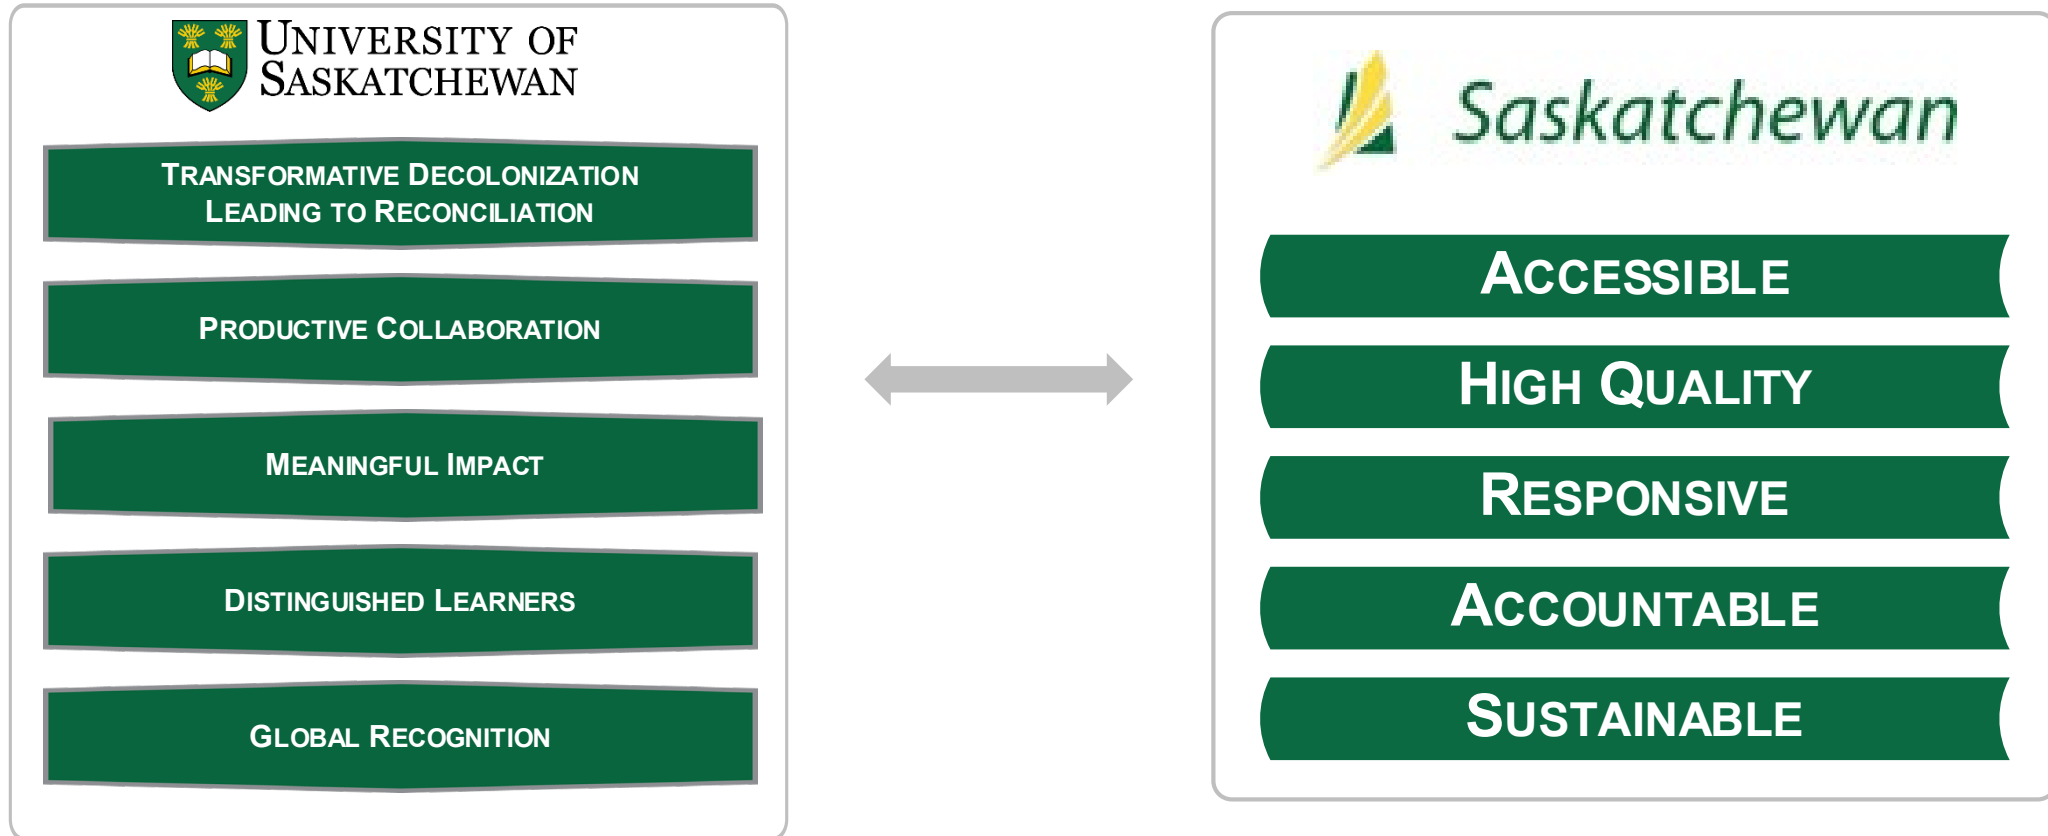 UNIVERSITY OF
SASKATCHEWAN
TRANSFORMATIVE DECOLONIZATION
LEADING TO RECONCILIATION
PRODUCTIVE COLLABORATION
MEANINGFUL IMPACT
DISTINGUISHED LEARNERS
GLOBAL RECOGNITION
Saskatchewan
ACCESSIBLE
HIGH QUALITY
RESPONSIVE
ACCOUNTABLE
SUSTAINABLE